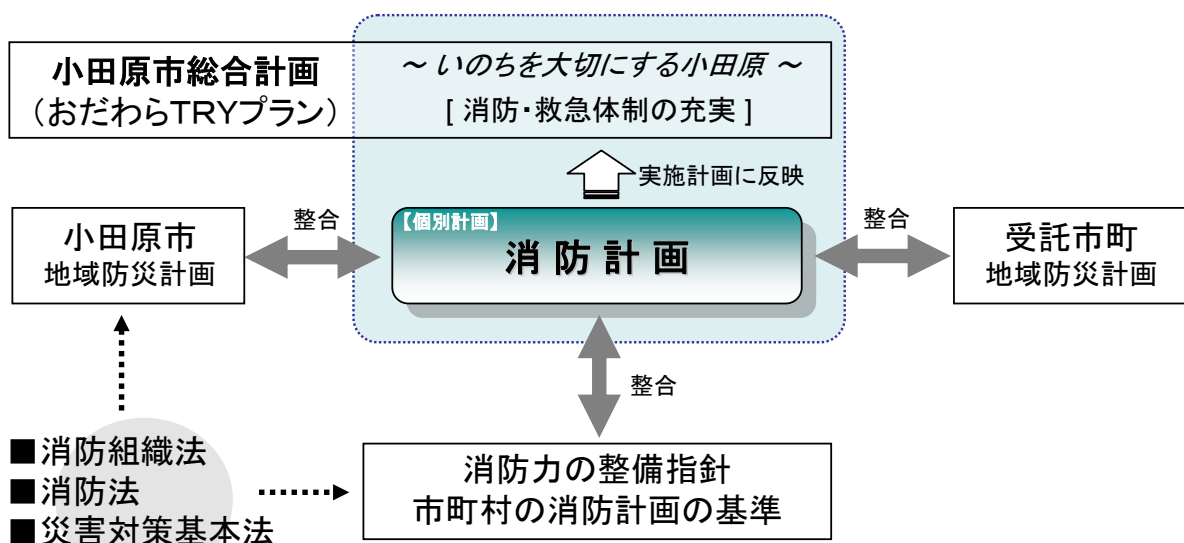 小田原市総合計画
(おだわらTRYプラン)
～ いのちを大切にする小田原 ～
[ 消防・救急体制の充実 ]
実施計画に反映
小田原市
地域防災計画
整合
【個別計画】
消防計画
整合
受託市町
地域防災計画
整合
■消防組織法
■消防法
■災害対策基本法
消防力の整備指針
市町村の消防計画の基準